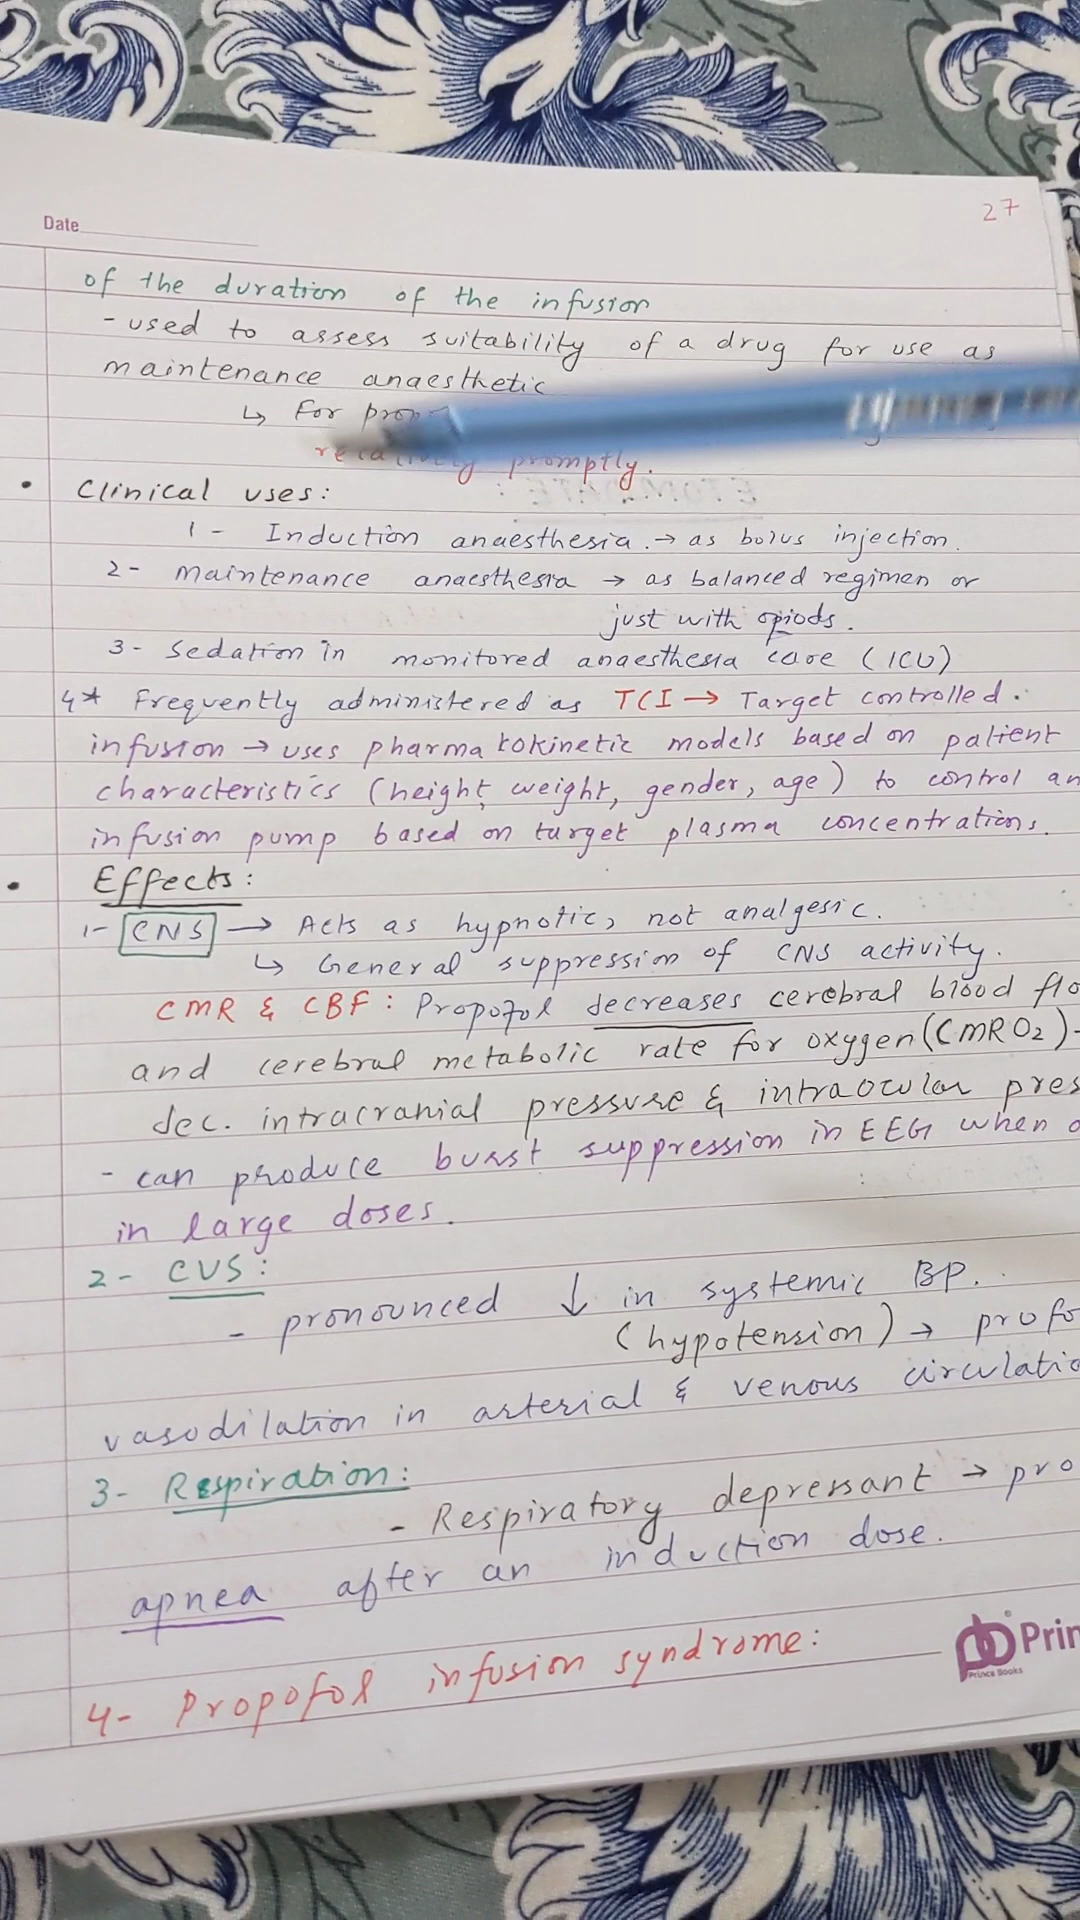 27
Date
of the duration of the infusion
- used to assess suitability of a drug for use as
maintenance anaesthetic
↳ For
relatively promptly.
• Clinical uses:
1 - Induction anaesthesia. → as bolus injection.
2 - Maintenance anaesthesia → as balanced regimen or
just with opiods.
3 - Sedation in monitored anaesthesia care (ICU)
4* Frequently administered as TCI → Target controlled.
infusion → uses pharmakokinetic models based on patient
characteristics (height, weight, gender, age) to control an
infusion pump based on target plasma concentrations.
• Effects:
1- CNS → Acts as hypnotic, not analgesic.
↳ General suppression of CNS activity.
CMR & CBF: Propofol decreases cerebral blood flo
and cerebral metabolic rate for oxygen (CMRO2) -
dec. intracranial pressure & intraocular pres
- can produce burst suppression in EEG when
in large doses.
2 - CVS:
- pronounced ↓ in systemic BP.
(hypotension) → profo
vasodilation in arterial & venous circulatio
3- Respiration:
- Respiratory depressant → pro
apnea after an induction dose.
4- Propofol infusion syndrome:
Prin
Prince Books